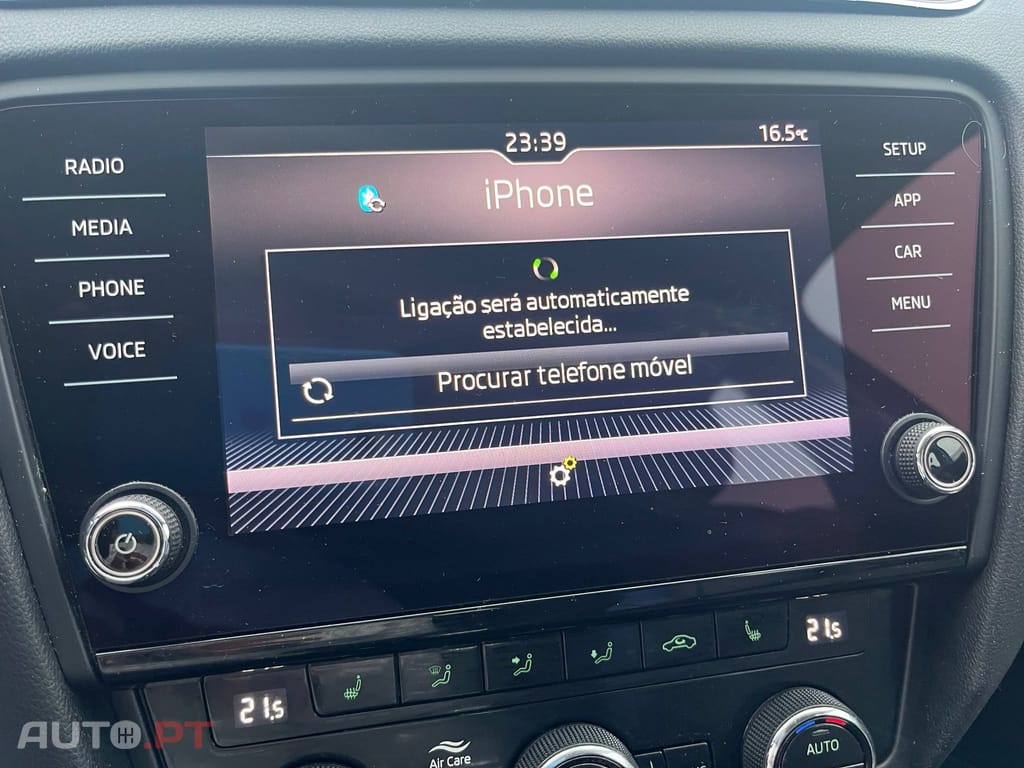 23:39
16.5°C
RADIO
MEDIA
PHONE
VOICE
iPhone
Ligação será automaticamente
estabelecida...
Procurar telefone móvel
SETUP
APP
CAR
MENU
21,5
21,5
Air Care
AUTO
AUTO.PT